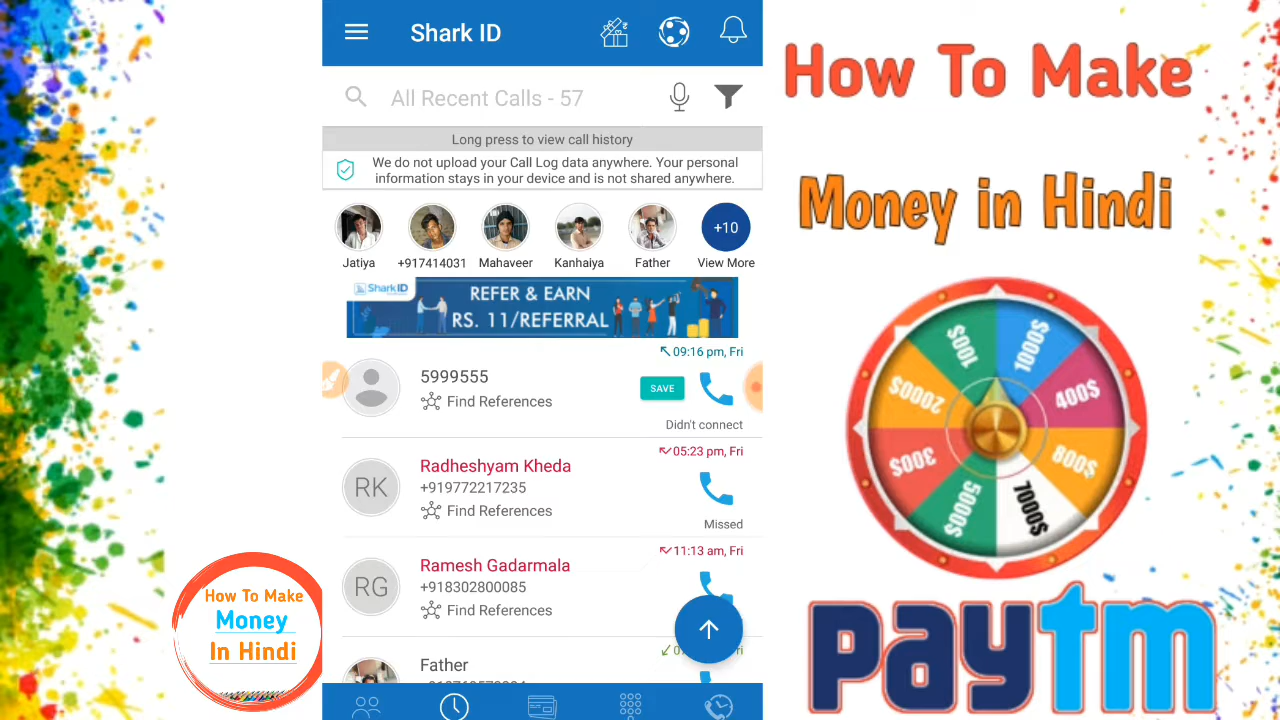 Shark ID
All Recent Calls - 57
Long press to view call history
We do not upload your Call Log data anywhere. Your personal
information stays in your device and is not shared anywhere.
+10
Jatiya +917414031 Mahaveer Kanhaiya Father View More
SharkID
REFER & EARN
RS. 11/REFERRAL
09:16 pm, Fri
5999555
SAVE
Find References
Didn't connect
05:23 pm, Fri
RK
Radheshyam Kheda
+919772217235
Find References
Missed
11:13 am, Fri
RG
Ramesh Gadarmala
+918302800085
Find References
Father
How To Make
Money
In Hindi
How To Make
Money in Hindi
100$
1000$
400$
800$
7000$
5000$
300$
2000$
paytm